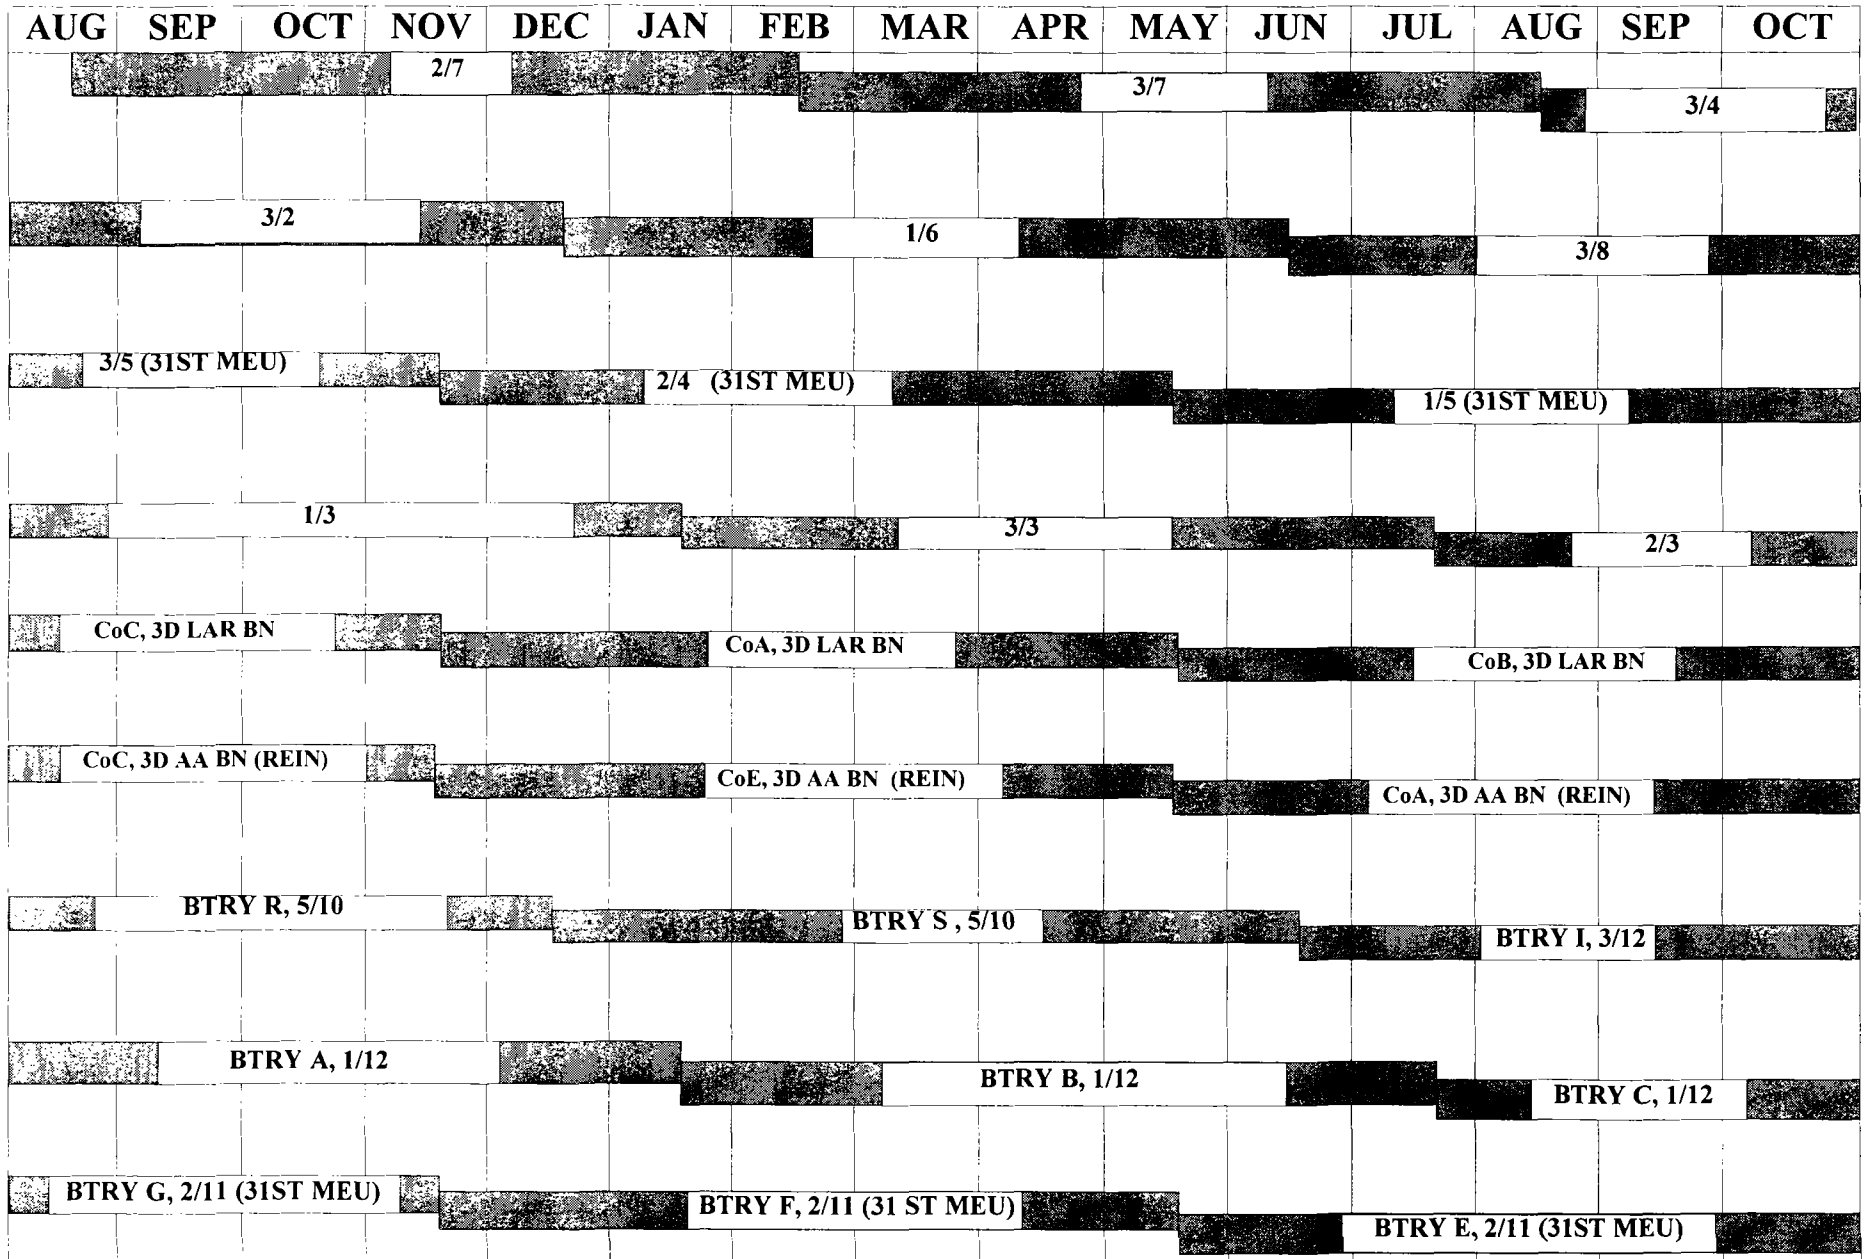 AUG SEP OCT NOV DEC JAN FEB MAR APR MAY JUN JUL AUG SEP OCT
2/7 3/7 3/4
3/2 1/6 3/8
3/5 (31ST MEU) 2/4 (31ST MEU) 1/5 (31ST MEU)
1/3 3/3 2/3
CoC, 3D LAR BN CoA, 3D LAR BN CoB, 3D LAR BN
CoC, 3D AA BN (REIN) CoE, 3D AA BN (REIN) CoA, 3D AA BN (REIN)
BTRY R, 5/10 BTRY S , 5/10 BTRY I, 3/12
BTRY A, 1/12 BTRY B, 1/12 BTRY C, 1/12
BTRY G, 2/11 (31ST MEU) BTRY F, 2/11 (31 ST MEU) BTRY E, 2/11 (31ST MEU)